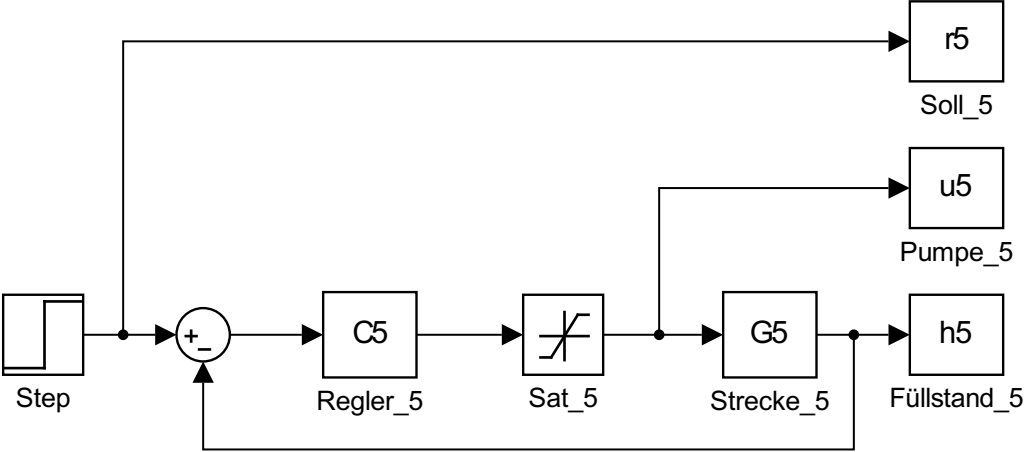 r5
Soll_5
u5
Pumpe_5
+
−
C5
G5
h5
Step
Regler_5
Sat_5
Strecke_5
Füllstand_5